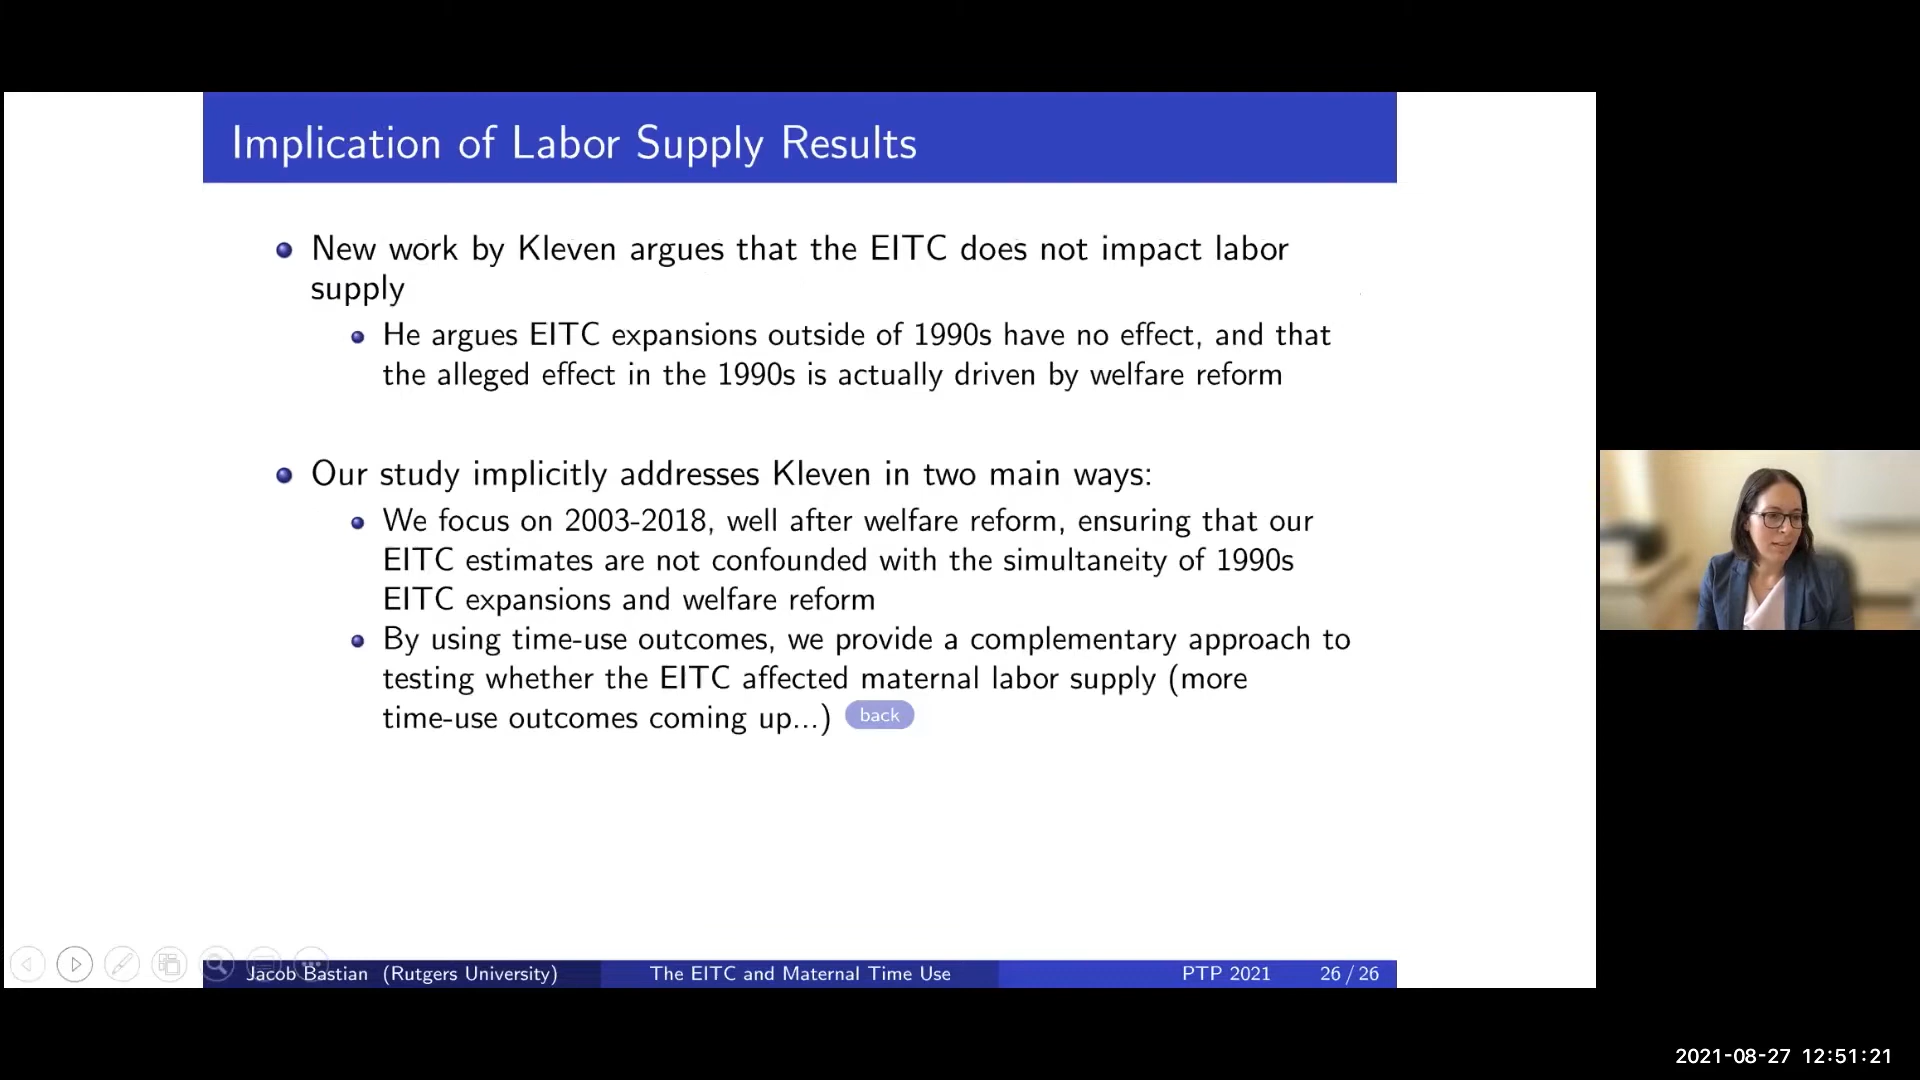 Implication of Labor Supply Results
New work by Kleven argues that the EITC does not impact labor
supply
He argues EITC expansions outside of 1990s have no effect, and that
the alleged effect in the 1990s is actually driven by welfare reform
Our study implicitly addresses Kleven in two main ways:
We focus on 2003-2018, well after welfare reform, ensuring that our
EITC estimates are not confounded with the simultaneity of 1990s
EITC expansions and welfare reform
By using time-use outcomes, we provide a complementary approach to
testing whether the EITC affected maternal labor supply (more
time-use outcomes coming up...) back
Jacob Bastian (Rutgers University) The EITC and Maternal Time Use PTP 2021 26 / 26
2021-08-27 12:51:21